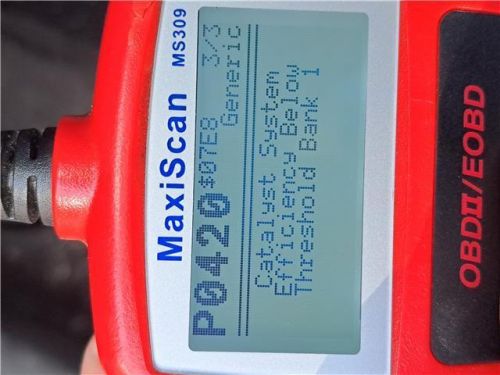 MaxiScan MS309
P0420 $07E8 3/3
Generic
Catalyst System
Efficiency Below
Threshold Bank 1
OBDII/EOBD